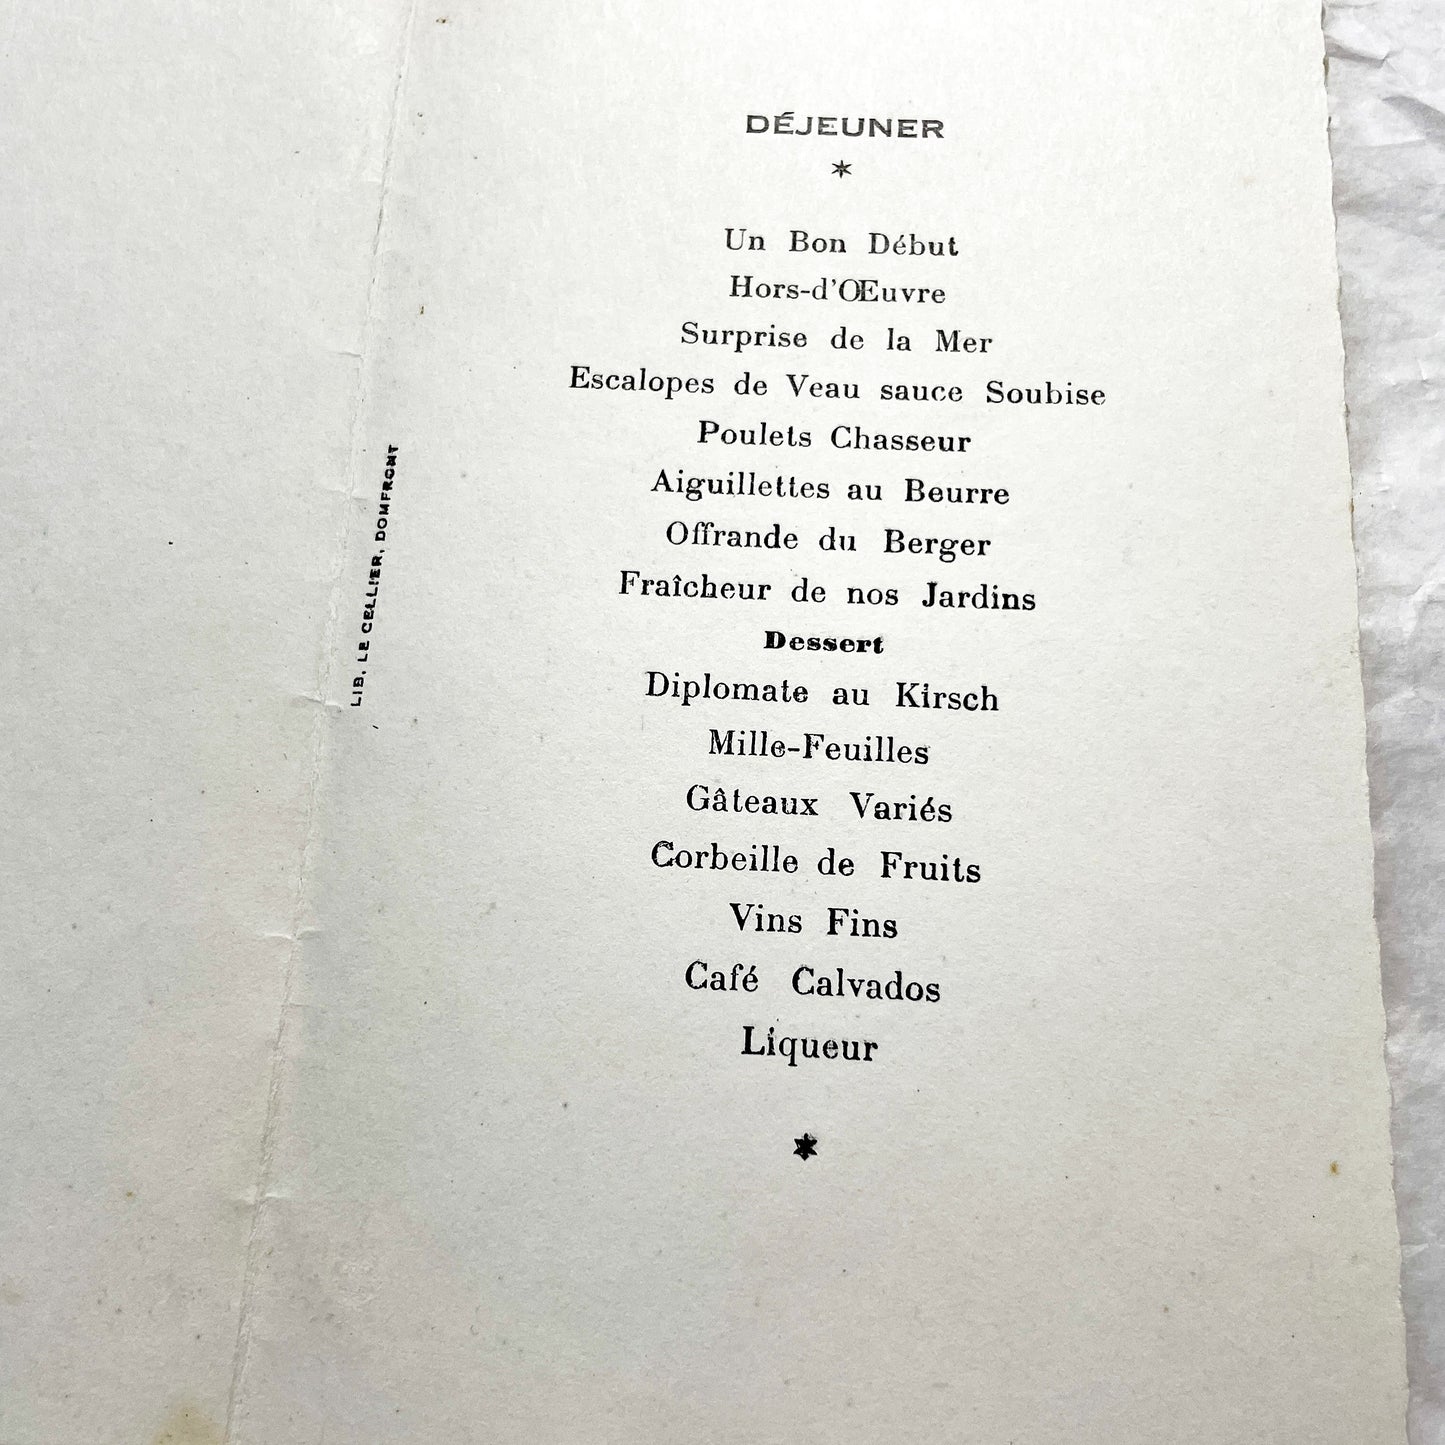 DÉJEUNER
Un Bon Début
Hors-d'Œuvre
Surprise de la Mer
Escalopes de Veau sauce Soubise
Poulets Chasseur
Aiguillettes au Beurre
Offrande du Berger
Fraîcheur de nos Jardins
Dessert
Diplomate au Kirsch
Mille-Feuilles
Gâteaux Variés
Corbeille de Fruits
Vins Fins
Café Calvados
Liqueur
LIB. LE CELLIER, DOMFRONT